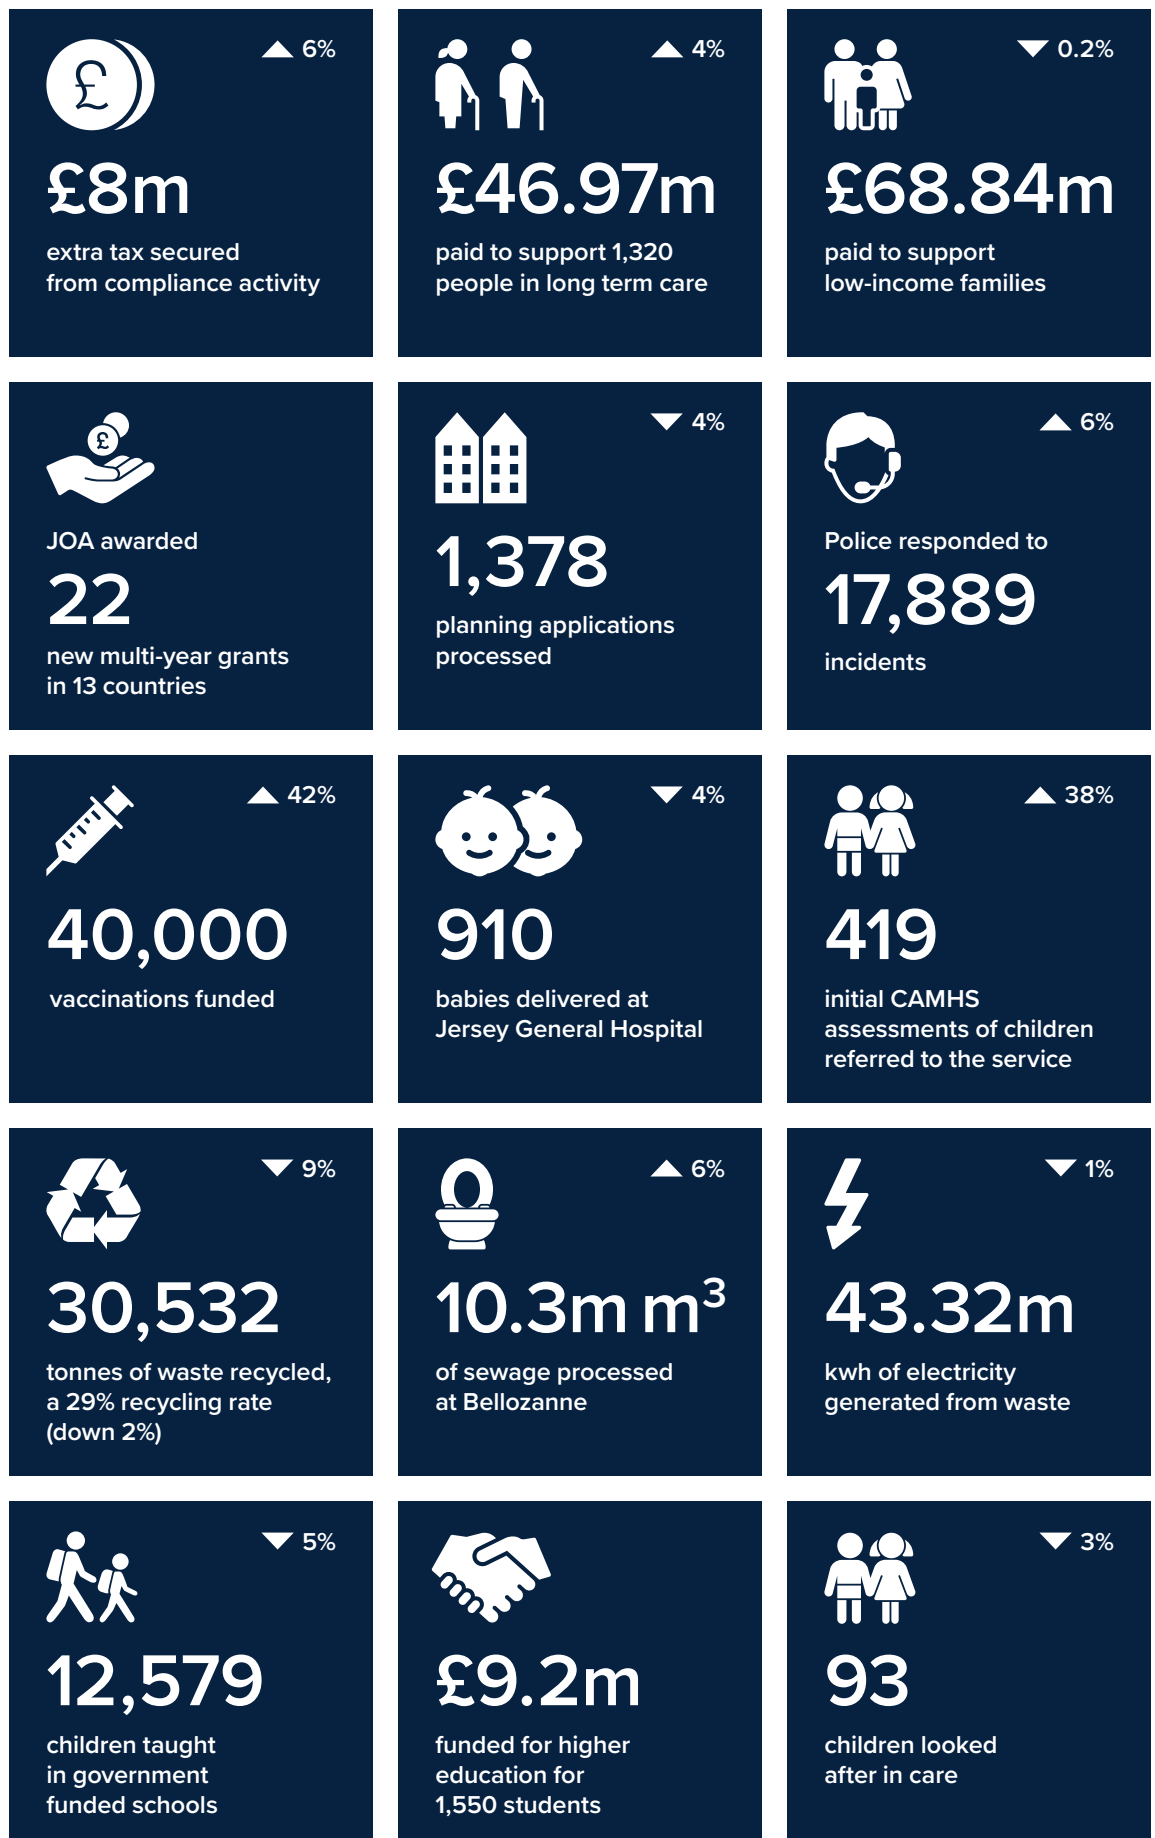 6%
£
£8m
extra tax secured
from compliance activity
4%
£46.97m
paid to support 1,320
people in long term care
0.2%
£68.84m
paid to support
low-income families
£
JOA awarded
22
new multi-year grants
in 13 countries
4%
1,378
planning applications
processed
6%
Police responded to
17,889
incidents
42%
40,000
vaccinations funded
4%
910
babies delivered at
Jersey General Hospital
38%
419
initial CAMHS
assessments of children
referred to the service
9%
30,532
tonnes of waste recycled,
a 29% recycling rate
(down 2%)
6%
10.3m m³
of sewage processed
at Bellozanne
1%
43.32m
kwh of electricity
generated from waste
5%
12,579
children taught
in government
funded schools
£9.2m
funded for higher
education for
1,550 students
3%
93
children looked
after in care